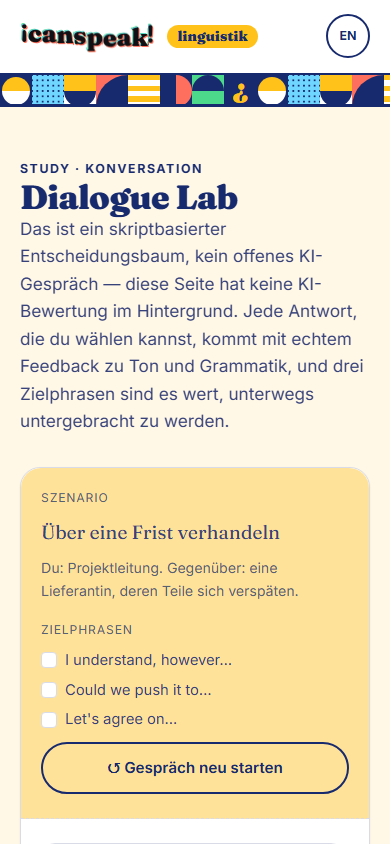 ¡canspeak!
linguistik
EN
STUDY · KONVERSATION
Dialogue Lab
Das ist ein skriptbasierter
Entscheidungsbaum, kein offenes KI-
Gespräch — diese Seite hat keine KI-
Bewertung im Hintergrund. Jede Antwort,
die du wählen kannst, kommt mit echtem
Feedback zu Ton und Grammatik, und drei
Zielphrasen sind es wert, unterwegs
untergebracht zu werden.
SZENARIO
Über eine Frist verhandeln
Du: Projektleitung. Gegenüber: eine
Lieferantin, deren Teile sich verspäten.
ZIELPHRASEN
I understand, however…
Could we push it to…
Let's agree on…
↺ Gespräch neu starten